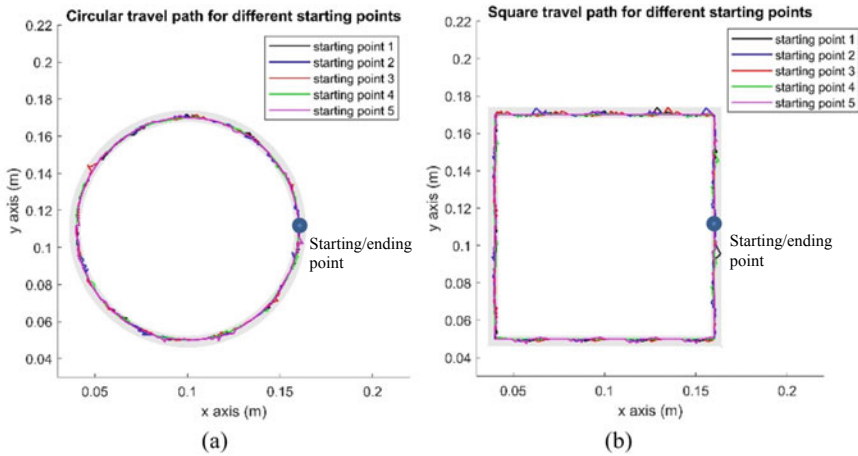 Circular travel path for different starting points
0.22
0.2
0.18
0.16
0.14
0.12
0.1
0.08
0.06
0.04
y axis (m)
starting point 1
starting point 2
starting point 3
starting point 4
starting point 5
Starting/ending
point
0.05
0.1
0.15
0.2
x axis (m)
(a)
Square travel path for different starting points
0.22
0.2
0.18
0.16
0.14
0.12
0.1
0.08
0.06
0.04
y axis (m)
starting point 1
starting point 2
starting point 3
starting point 4
starting point 5
Starting/ending
point
0.05
0.1
0.15
0.2
x axis (m)
(b)